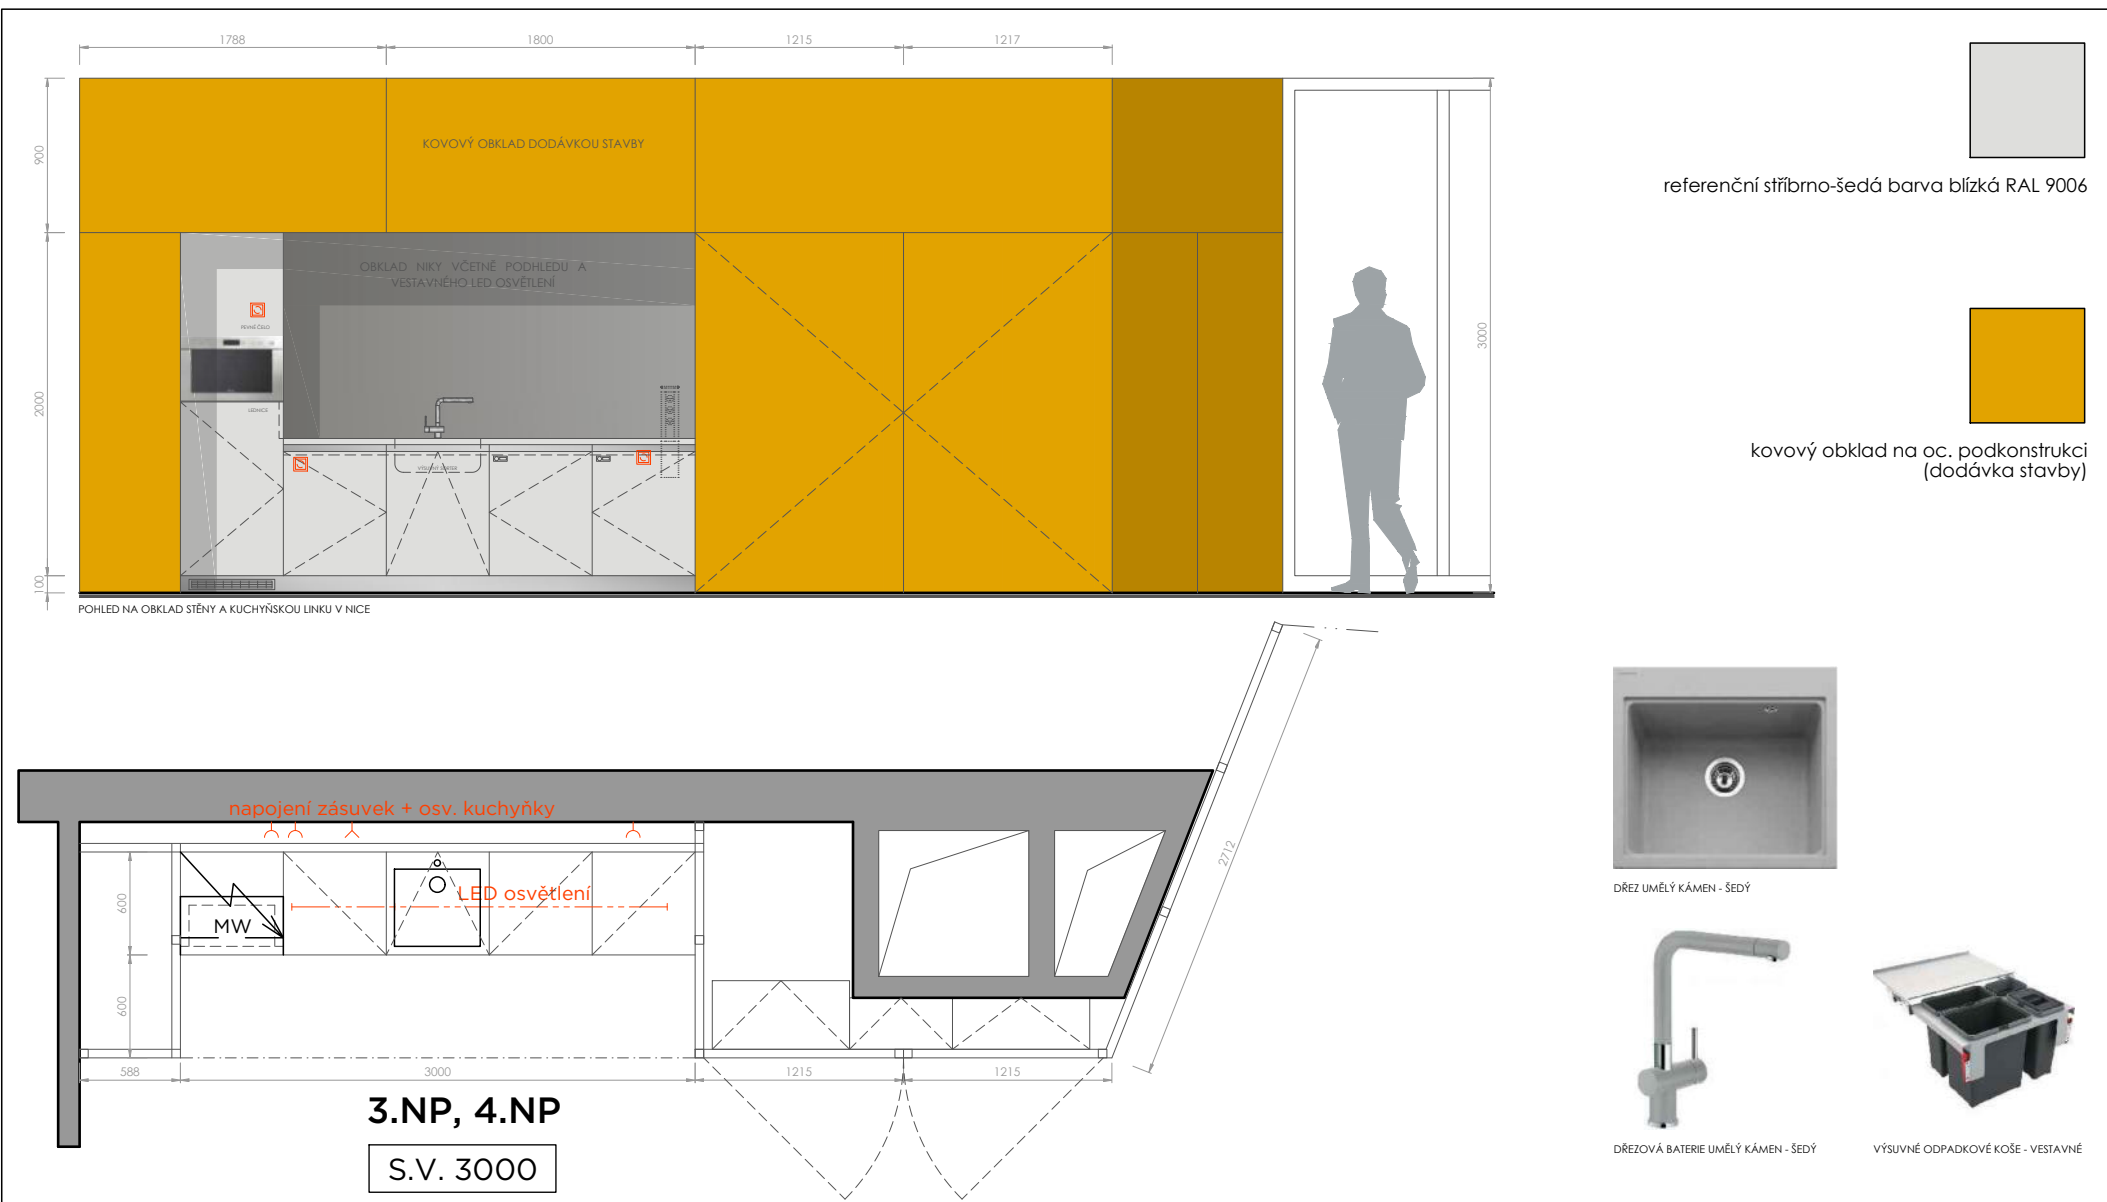 1788
1800
1215
1217
900
KOVOVÝ OBKLAD DODÁVKOU STAVBY
referenční stříbrno-šedá barva blízká RAL 9006
OBKLAD NIKY VČETNĚ PODHLEDU A
VESTAVNÉHO LED OSVĚTLENÍ
PEVNÉ ČELO
3000
2000
LEDNICE
kovový obklad na oc. podkonstrukci
(dodávka stavby)
100
POHLED NA OBKLAD STĚNY A KUCHYŇSKOU LINKU V NICE
napojení zásuvek + osv. kuchyňky
2712
600
LED osvětlení
MW
DŘEZ UMĚLÝ KÁMEN - ŠEDÝ
600
588
3000
1215
1215
3.NP, 4.NP
S.V. 3000
DŘEZOVÁ BATERIE UMĚLÝ KÁMEN - ŠEDÝ
VÝSUVNÉ ODPADKOVÉ KOŠE - VESTAVNÉ